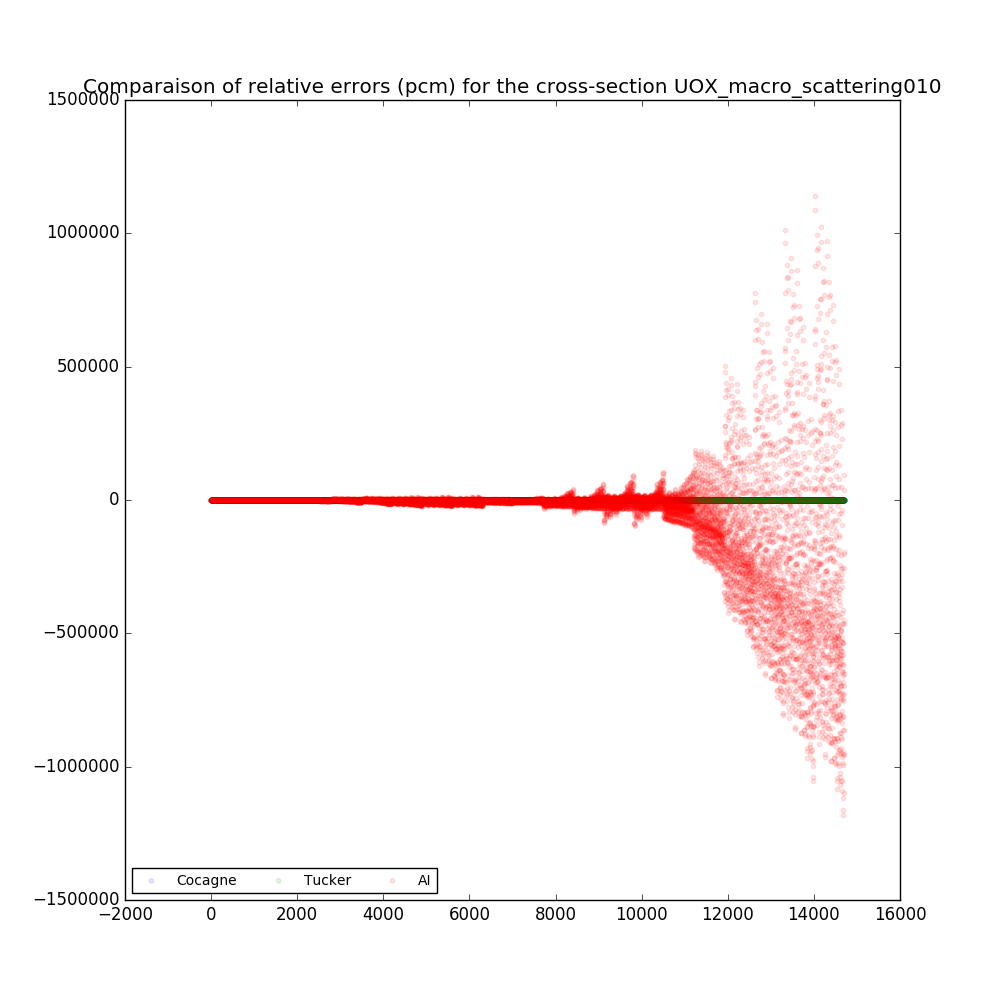 Comparaison of relative errors (pcm) for the cross-section UOX_macro_scattering010
1500000
1000000
500000
0
−500000
−1000000
−1500000
Cocagne Tucker AI
−2000 0 2000 4000 6000 8000 10000 12000 14000 16000